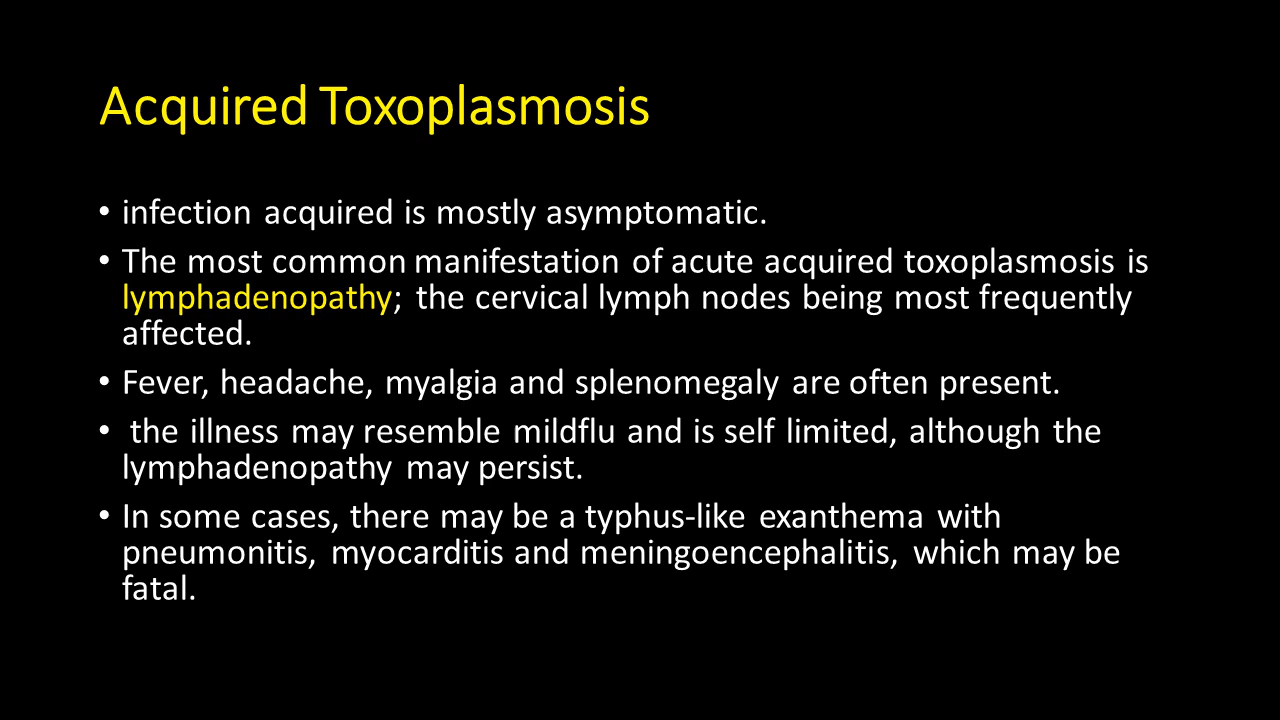 Acquired Toxoplasmosis
• infection acquired is mostly asymptomatic.
• The most common manifestation of acute acquired toxoplasmosis is
lymphadenopathy; the cervical lymph nodes being most frequently
affected.
• Fever, headache, myalgia and splenomegaly are often present.
• the illness may resemble mildflu and is self limited, although the
lymphadenopathy may persist.
• In some cases, there may be a typhus-like exanthema with
pneumonitis, myocarditis and meningoencephalitis, which may be
fatal.